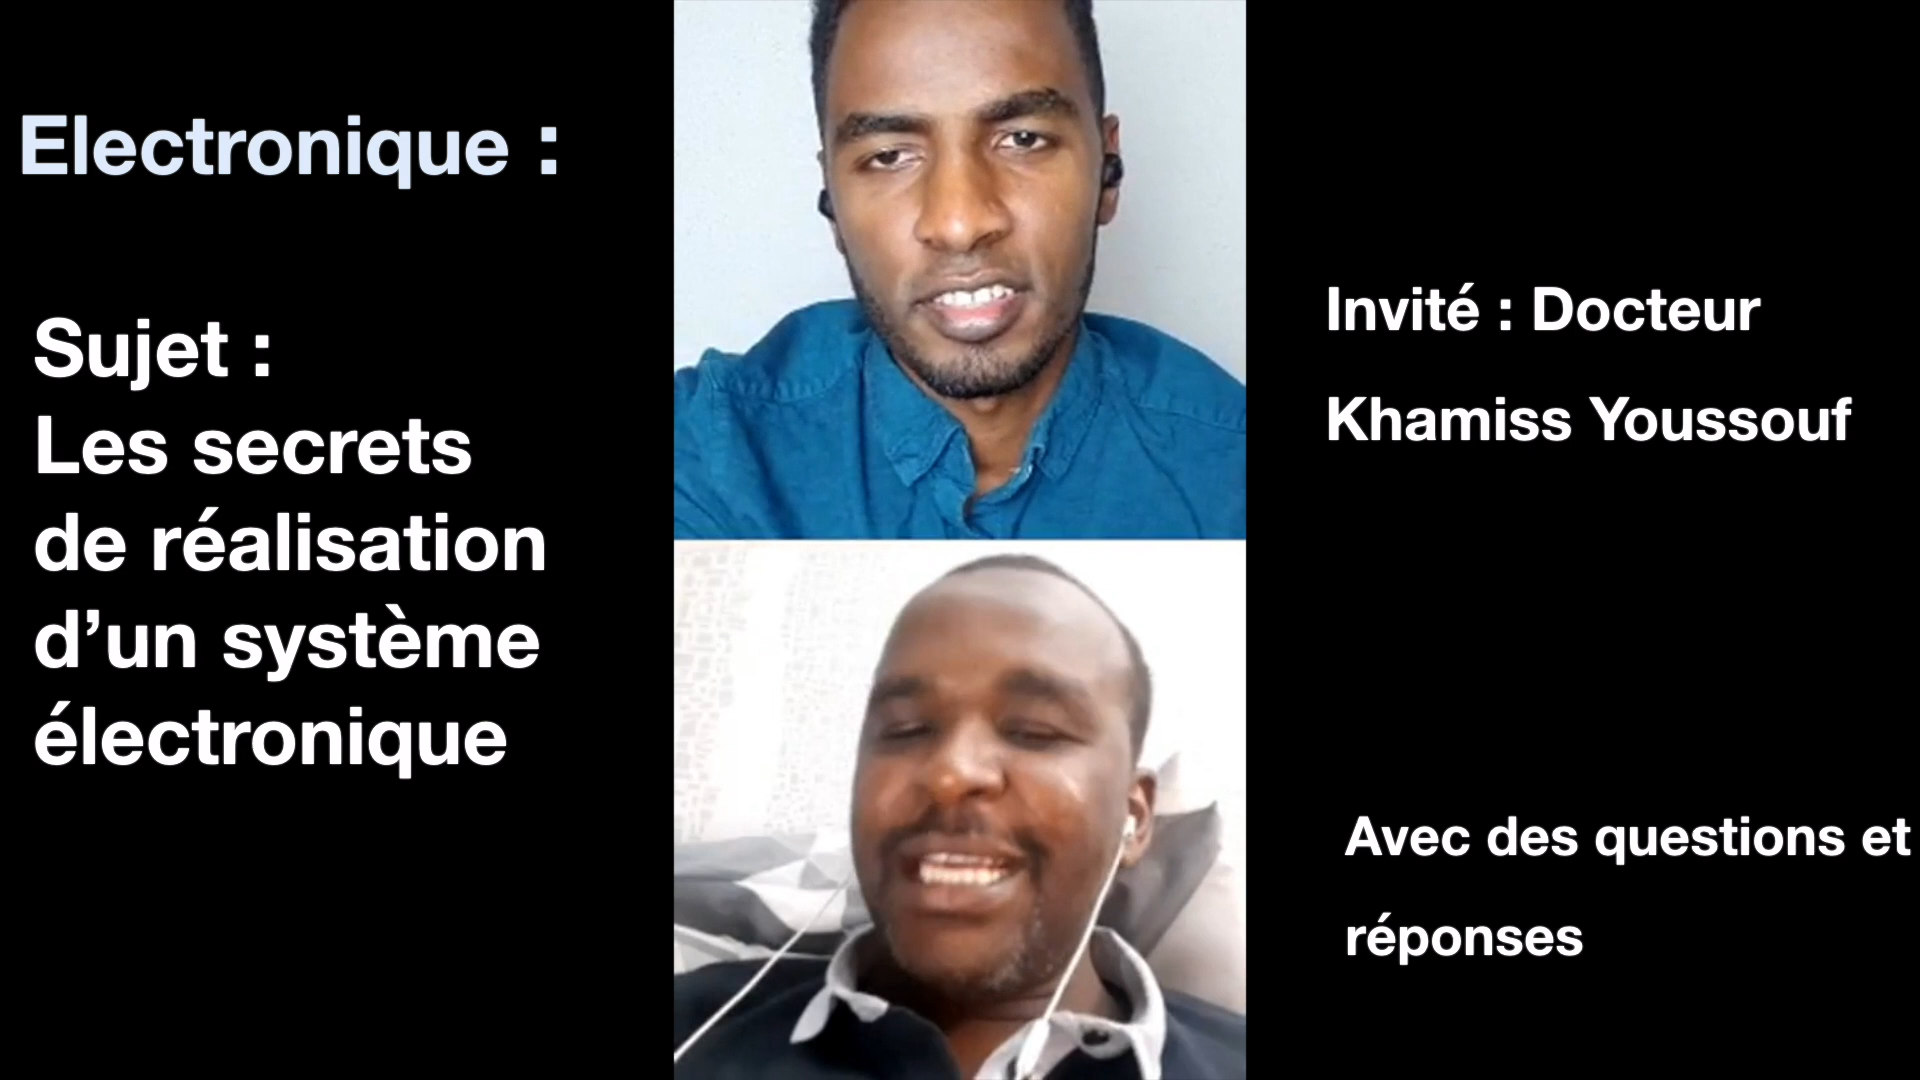 Electronique :
Sujet :
Les secrets
de réalisation
d’un système
électronique
Invité : Docteur
Khamiss Youssouf
Avec des questions et
réponses